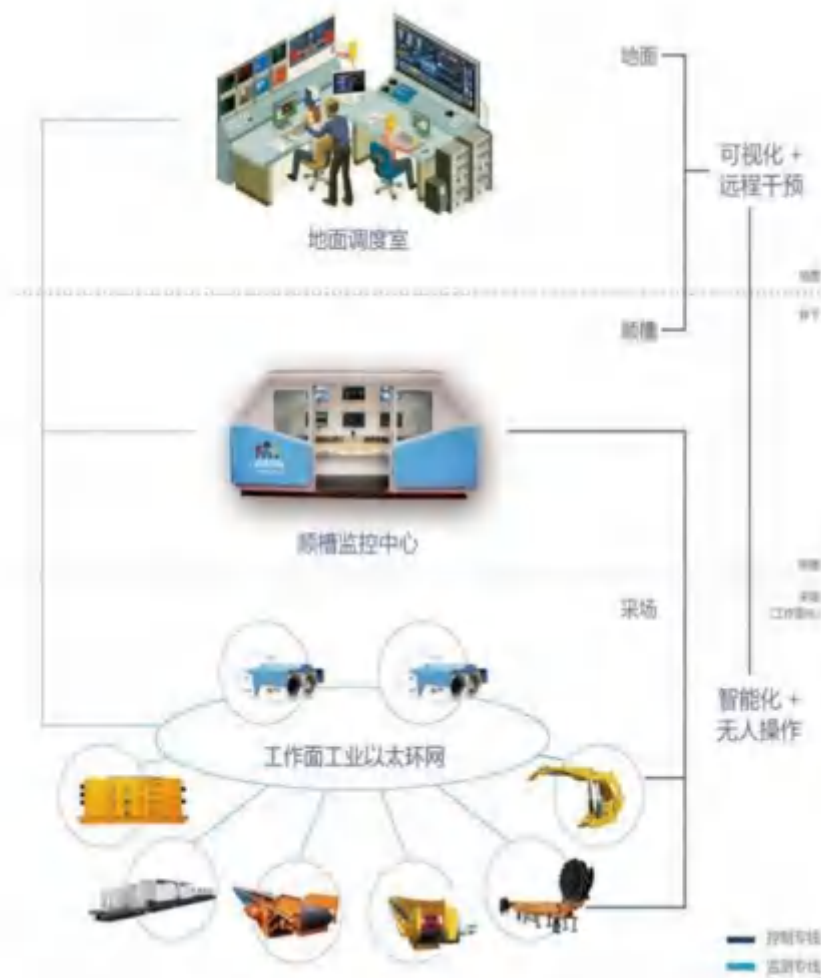 地面
可视化 +
远程干预
地面调度室
顺槽
顺槽监控中心
采场
智能化 +
无人操作
工作面工业以太环网